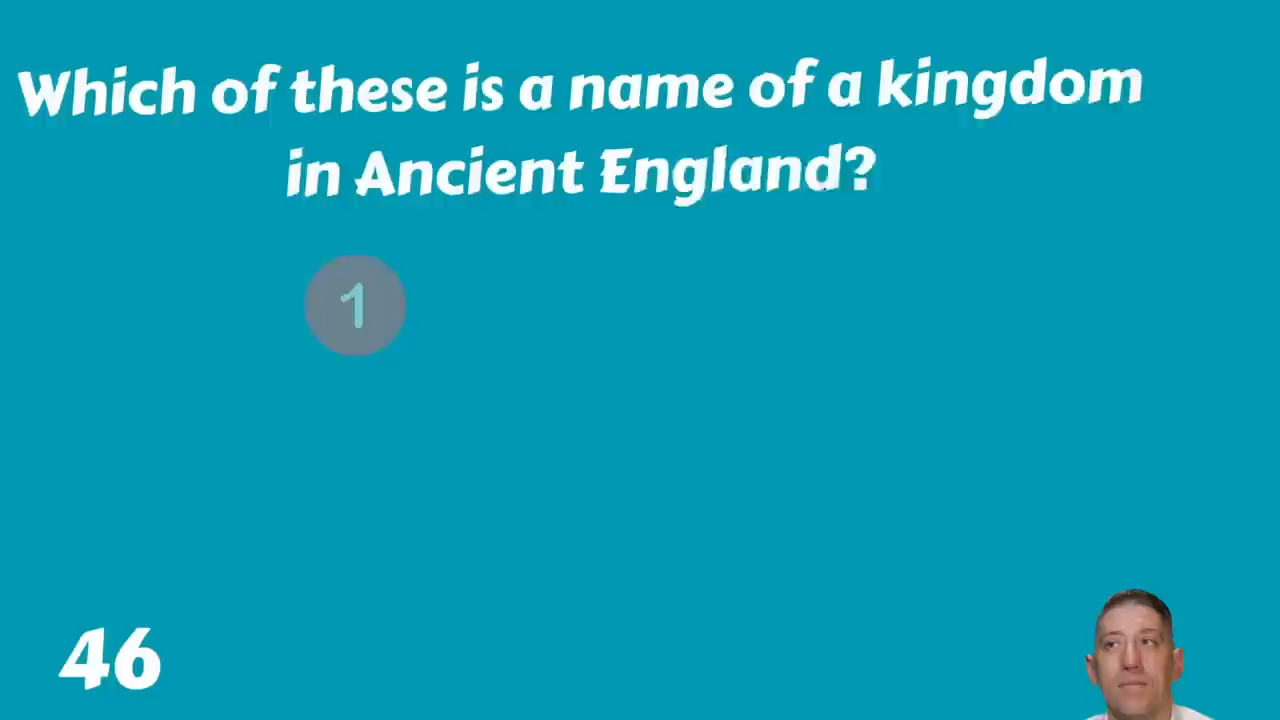 Which of these is a name of a kingdom
in Ancient England?
1
46